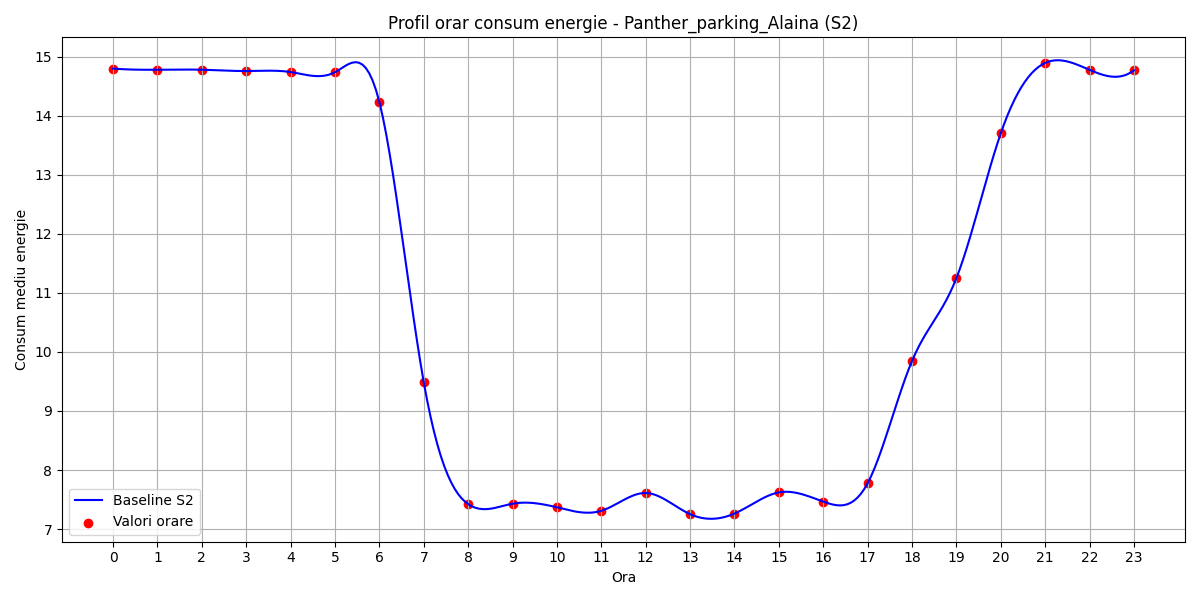 Profil orar consum energie - Panther_parking_Alaina (S2)
Consum mediu energie
15
14
13
12
11
10
9
8
7
Baseline S2
Valori orare
0 1 2 3 4 5 6 7 8 9 10 11 12 13 14 15 16 17 18 19 20 21 22 23
Ora